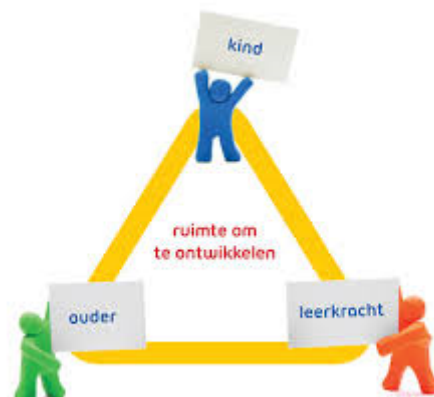 kind
ruimte om
te ontwikkelen
ouder
leerkracht